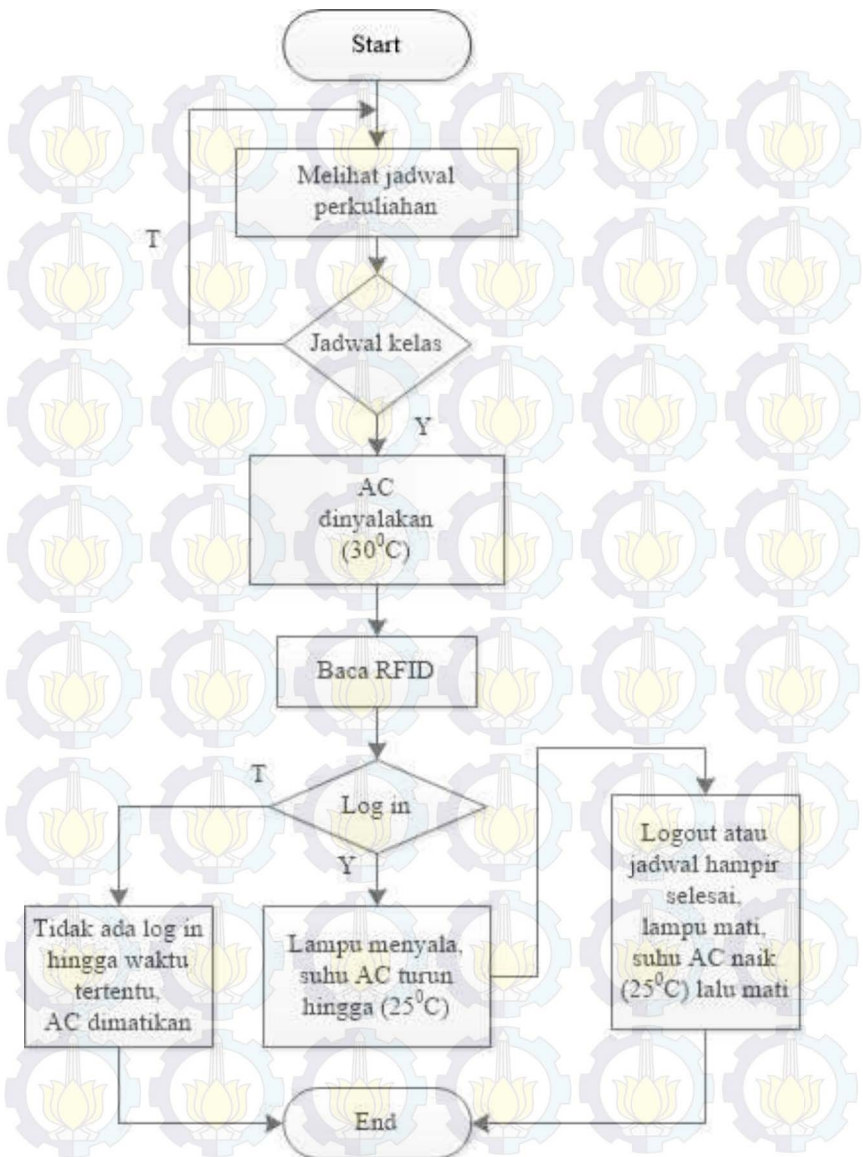 Start
Melihat jadwal
perkuliahan
T
Jadwal kelas
Y
AC
dinyalakan
(30⁰C)
Baca RFID
T
Log in
Y
Tidak ada log in
hingga waktu
tertentu,
AC dimatikan
Lampu menyala,
suhu AC turun
hingga (25⁰C)
Logout atau
jadwal hampir
selesai,
lampu mati,
suhu AC naik
(25⁰C) lalu mati
End